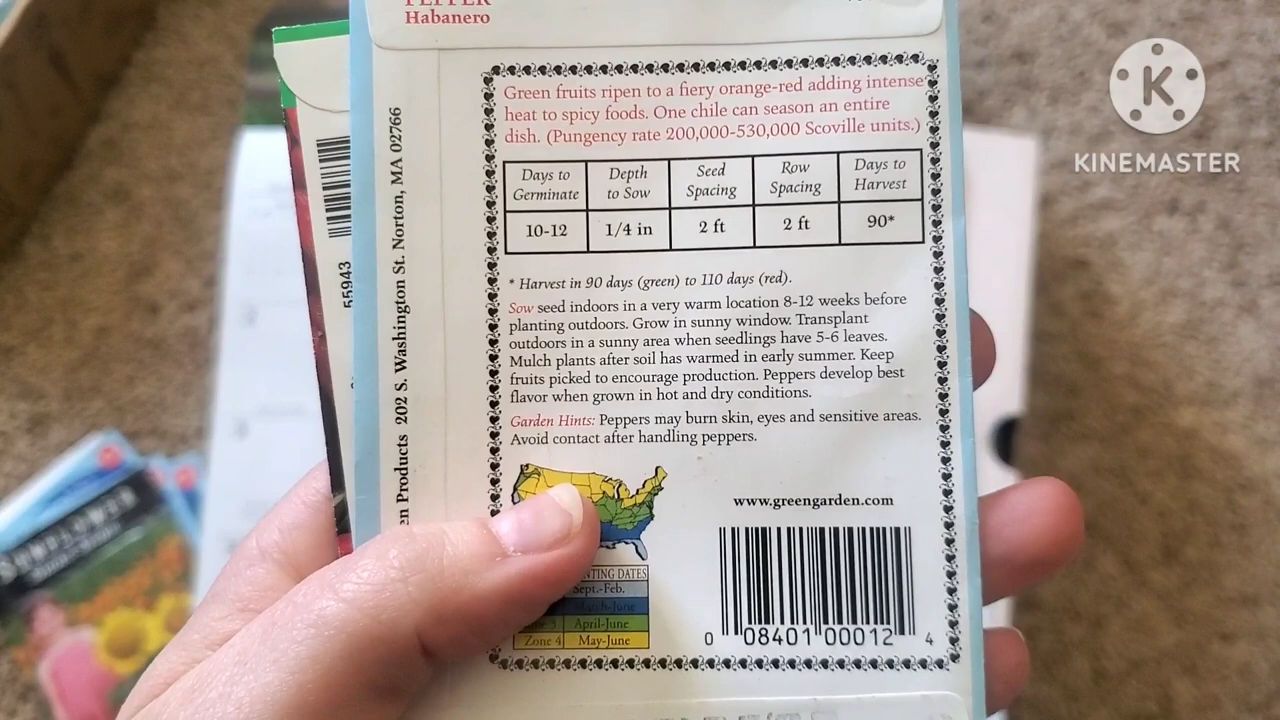 PEPPER
Habanero
Green fruits ripen to a fiery orange-red adding intense
heat to spicy foods. One chile can season an entire
dish. (Pungency rate 200,000-530,000 Scoville units.)
Days to Germinate
Depth to Sow
Seed Spacing
Row Spacing
Days to Harvest
10-12
1/4 in
2 ft
2 ft
90*
* Harvest in 90 days (green) to 110 days (red).
Sow seed indoors in a very warm location 8-12 weeks before
planting outdoors. Grow in sunny window. Transplant
outdoors in a sunny area when seedlings have 5-6 leaves.
Mulch plants after soil has warmed in early summer. Keep
fruits picked to encourage production. Peppers develop best
flavor when grown in hot and dry conditions.
Garden Hints: Peppers may burn skin, eyes and sensitive areas.
Avoid contact after handling peppers.
www.greengarden.com
NTING DATES
Sept.-Feb.
March-June
April-June
Zone 4 May-June
0 08401 00012 4
en Products 202 S. Washington St. Norton, MA 02766
55943
SUNFLOWER
K
KINEMASTER